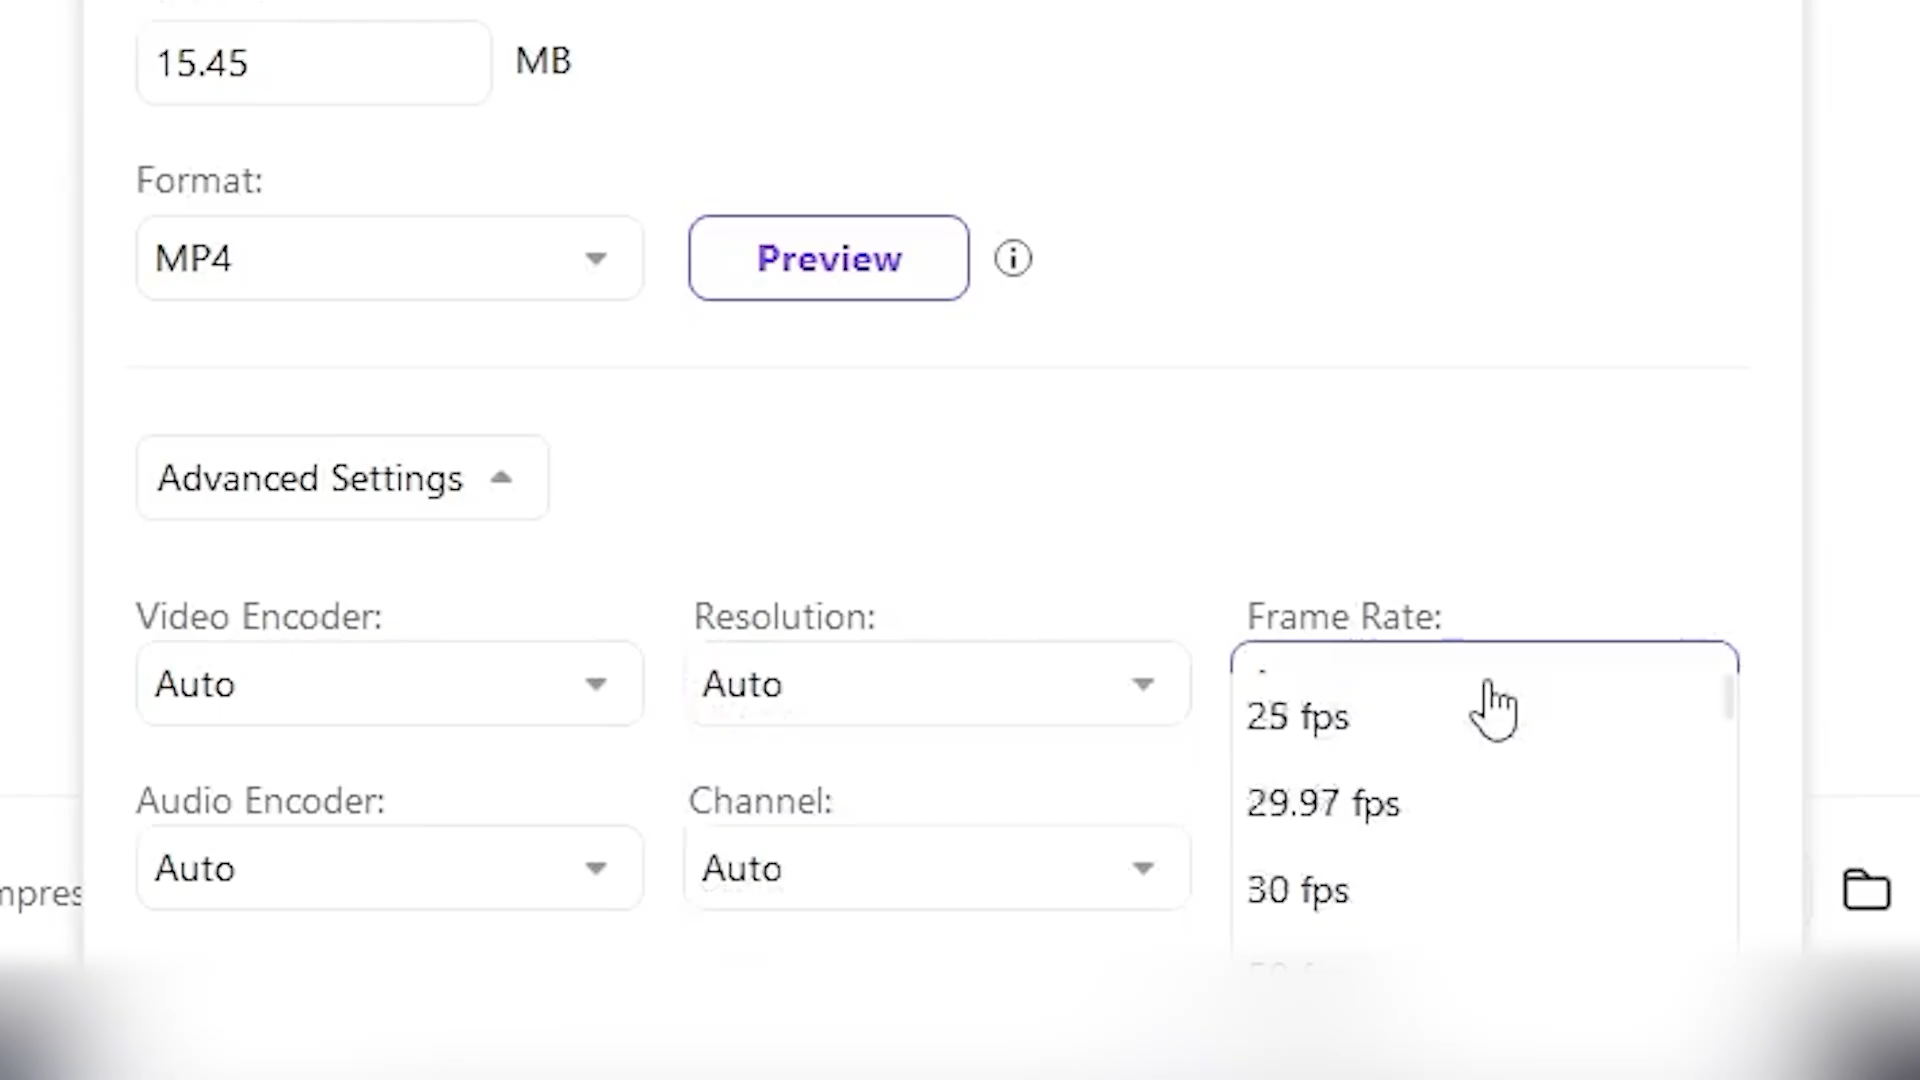 15.45 MB
Format:
MP4 Preview
Advanced Settings
Video Encoder: Resolution: Frame Rate:
Auto Auto
25 fps
29.97 fps
Audio Encoder: Channel:
Auto Auto
30 fps